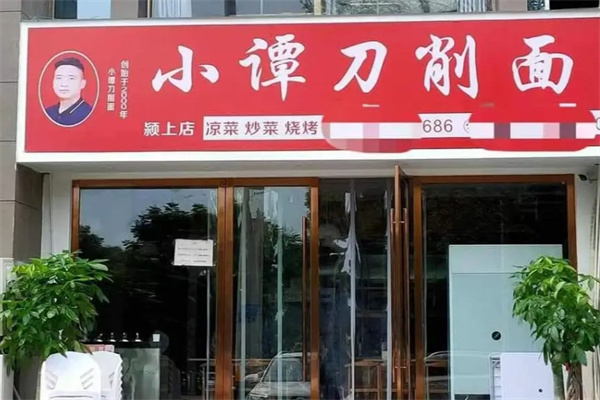 小谭刀削面
创始于2000年
小谭刀削面
颍上店 凉菜 炒菜 烧烤 686